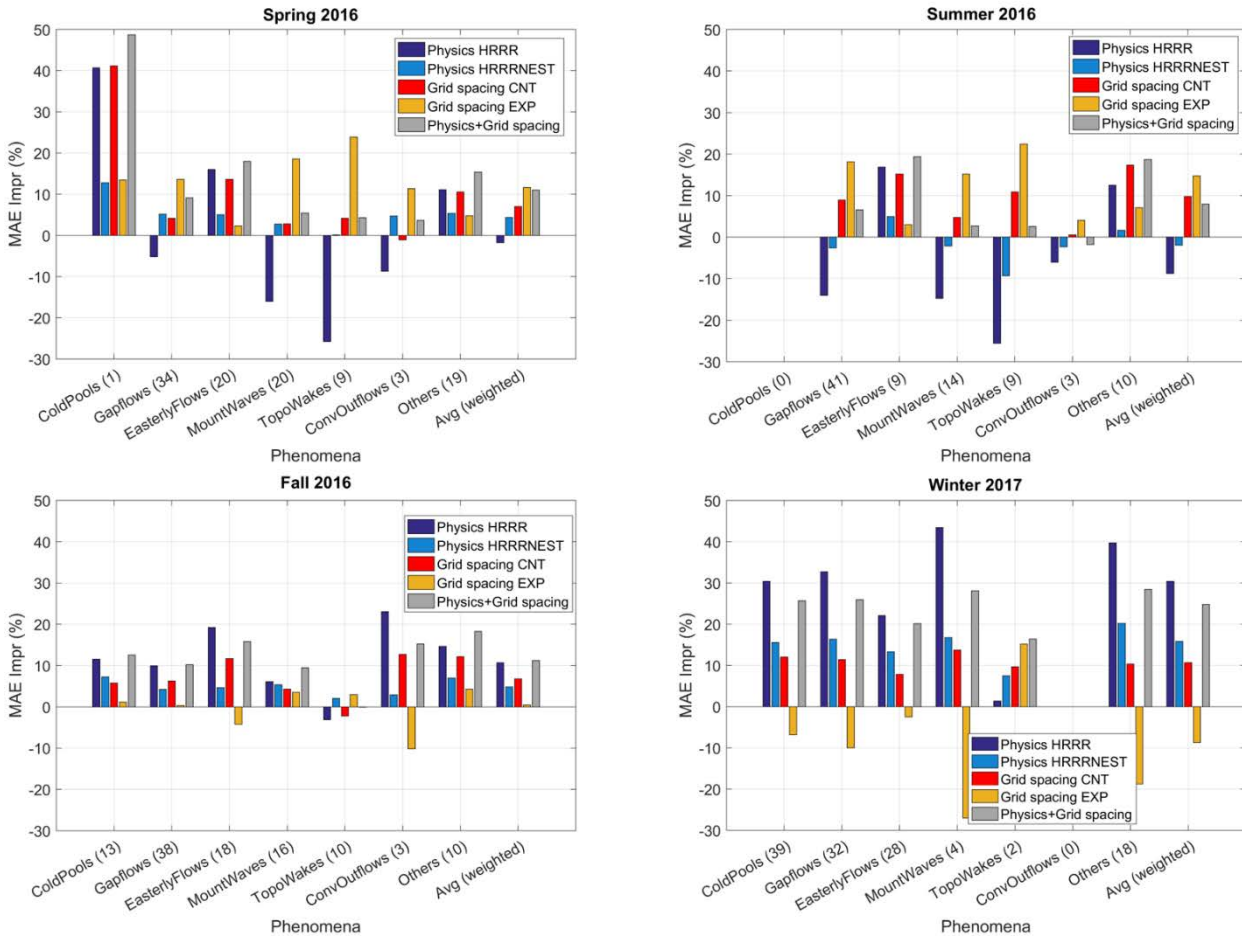 Spring 2016
MAE Impr (%)
50
40
30
20
10
0
-10
-20
-30
Physics HRRR
Physics HRRRNEST
Grid spacing CNT
Grid spacing EXP
Physics+Grid spacing
ColdPools (1)
Gapflows (34)
EasterlyFlows (20)
MountWaves (20)
TopoWakes (9)
ConvOutflows (3)
Others (19)
Avg (weighted)
Phenomena
Summer 2016
MAE Impr (%)
50
40
30
20
10
0
-10
-20
-30
Physics HRRR
Physics HRRRNEST
Grid spacing CNT
Grid spacing EXP
Physics+Grid spacing
ColdPools (0)
Gapflows (41)
EasterlyFlows (9)
MountWaves (14)
TopoWakes (9)
ConvOutflows (3)
Others (10)
Avg (weighted)
Phenomena
Fall 2016
MAE Impr (%)
50
40
30
20
10
0
-10
-20
-30
Physics HRRR
Physics HRRRNEST
Grid spacing CNT
Grid spacing EXP
Physics+Grid spacing
ColdPools (13)
Gapflows (38)
EasterlyFlows (18)
MountWaves (16)
TopoWakes (10)
ConvOutflows (3)
Others (10)
Avg (weighted)
Phenomena
Winter 2017
MAE Impr (%)
50
40
30
20
10
0
-10
-20
-30
Physics HRRR
Physics HRRRNEST
Grid spacing CNT
Grid spacing EXP
Physics+Grid spacing
ColdPools (39)
Gapflows (32)
EasterlyFlows (28)
MountWaves (4)
TopoWakes (2)
ConvOutflows (0)
Others (18)
Avg (weighted)
Phenomena